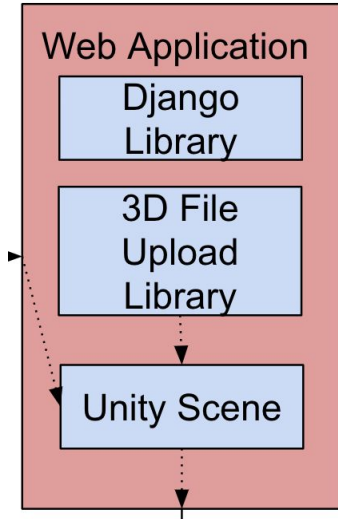 Web Application
Django
Library
3D File
Upload
Library
Unity Scene